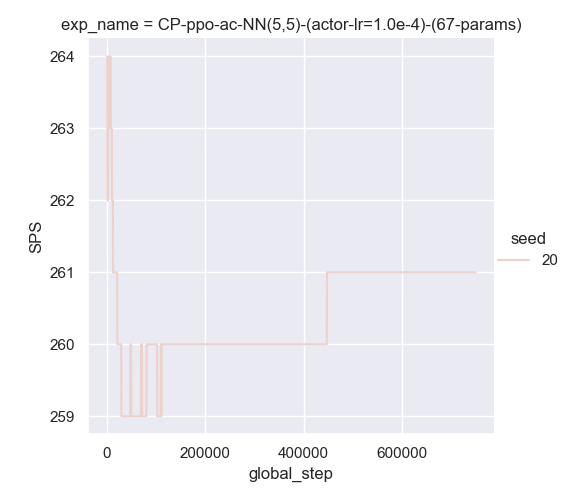 exp_name = CP-ppo-ac-NN(5,5)-(actor-lr=1.0e-4)-(67-params)
264
263
262
261
260
259
SPS
0
200000
400000
600000
global_step
seed
20